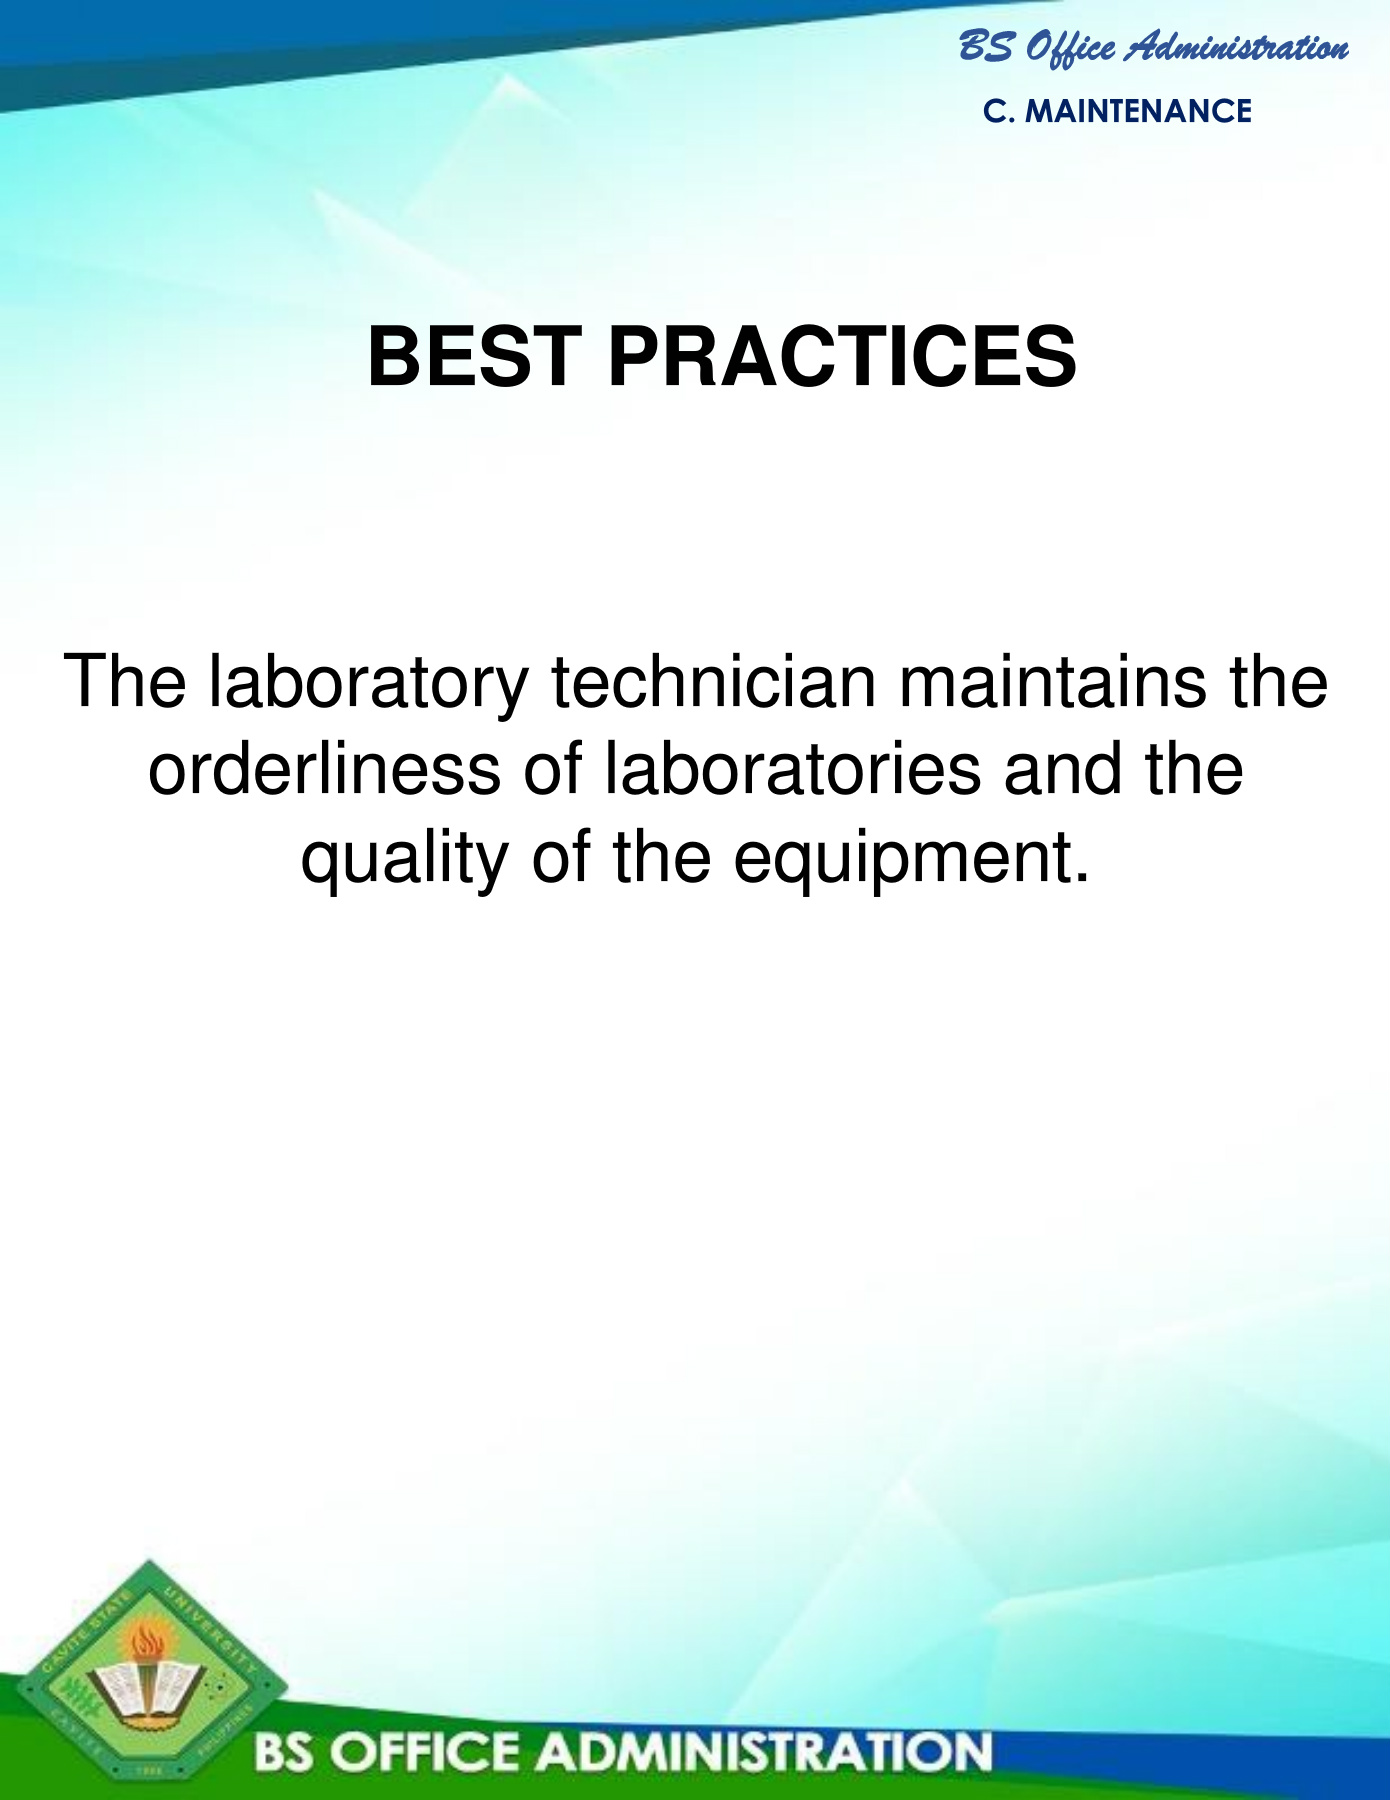 BS Office Administration
C. MAINTENANCE
BEST PRACTICES
The laboratory technician maintains the
orderliness of laboratories and the
quality of the equipment.
CAVITE STATE
UNIVERSITY
CAVITE
PHILIPPINES
BS OFFICE ADMINISTRATION